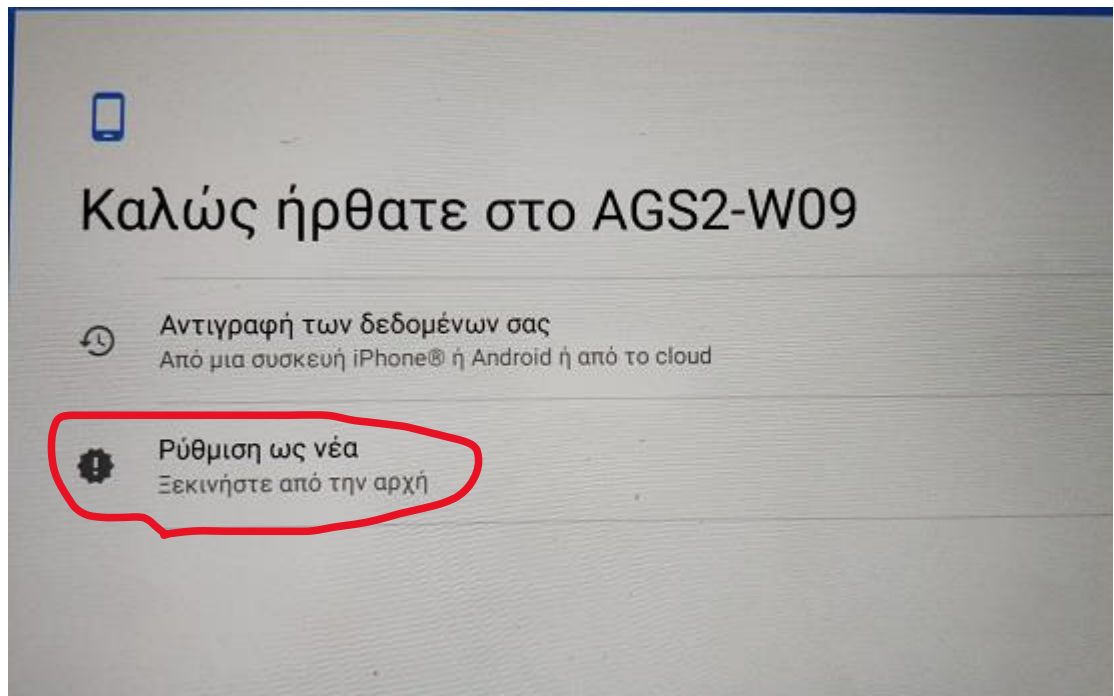 Καλώς ήρθατε στο AGS2-W09
Αντιγραφή των δεδομένων σας
Από μια συσκευή iPhone® ή Android ή από το cloud
Ρύθμιση ως νέα
Ξεκινήστε από την αρχή